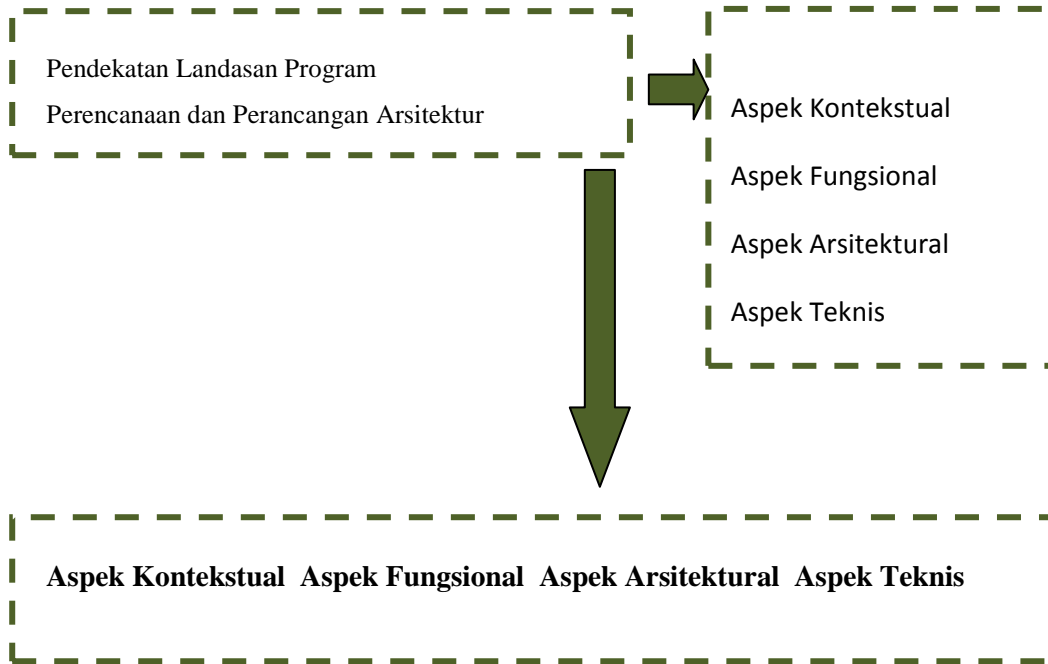 Pendekatan Landasan Program
Perencanaan dan Perancangan Arsitektur
Aspek Kontekstual
Aspek Fungsional
Aspek Arsitektural
Aspek Teknis
Aspek Kontekstual Aspek Fungsional Aspek Arsitektural Aspek Teknis